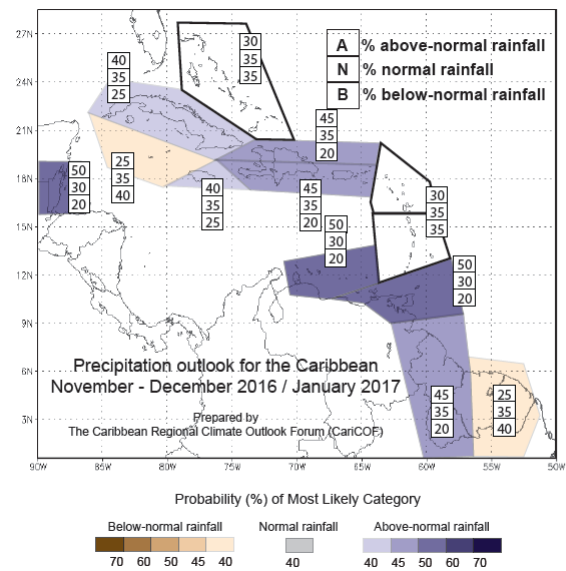 27N
24N
21N
18N
15N
12N
9N
6N
3N
90W 85W 80W 75W 70W 65W 60W 55W 50W
A % above-normal rainfall
N % normal rainfall
B % below-normal rainfall
40
35
25
30
35
35
45
35
20
50
30
20
25
35
40
40
35
25
45
35
20
30
35
35
50
30
20
50
30
20
45
35
20
25
35
40
Precipitation outlook for the Caribbean
November - December 2016 / January 2017
Prepared by
The Caribbean Regional Climate Outlook Forum (CariCOF)
Probability (%) of Most Likely Category
Below-normal rainfall Normal rainfall Above-normal rainfall
70 60 50 45 40 40 40 45 50 60 70